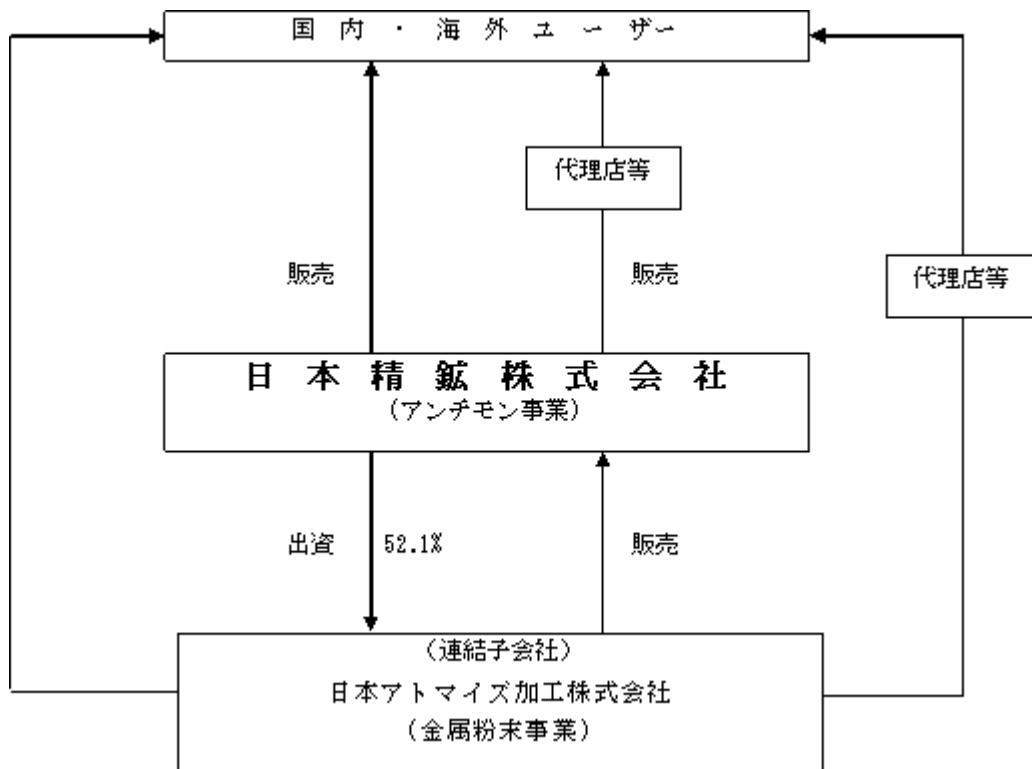 国内・海外ユーザー
代理店等
販売
販売
代理店等
日本精鉱株式会社
（アンチモン事業）
出資
52.1%
販売
（連結子会社）
日本アトマイズ加工株式会社
（金属粉末事業）